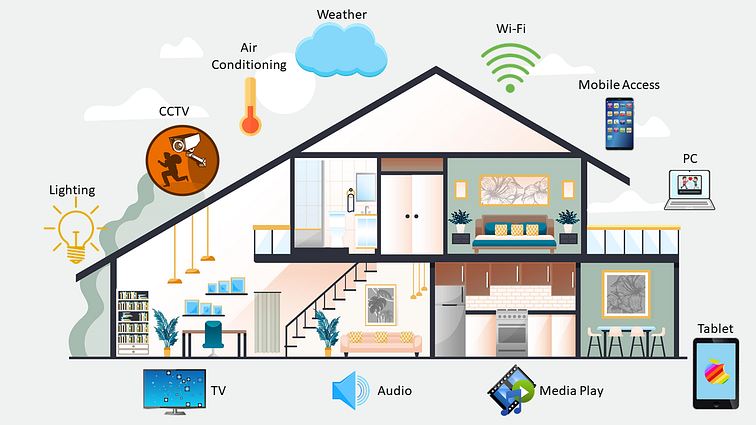 Weather
Wi-Fi
Air
Conditioning
Mobile Access
CCTV
PC
Lighting
Tablet
TV
Audio
Media Play